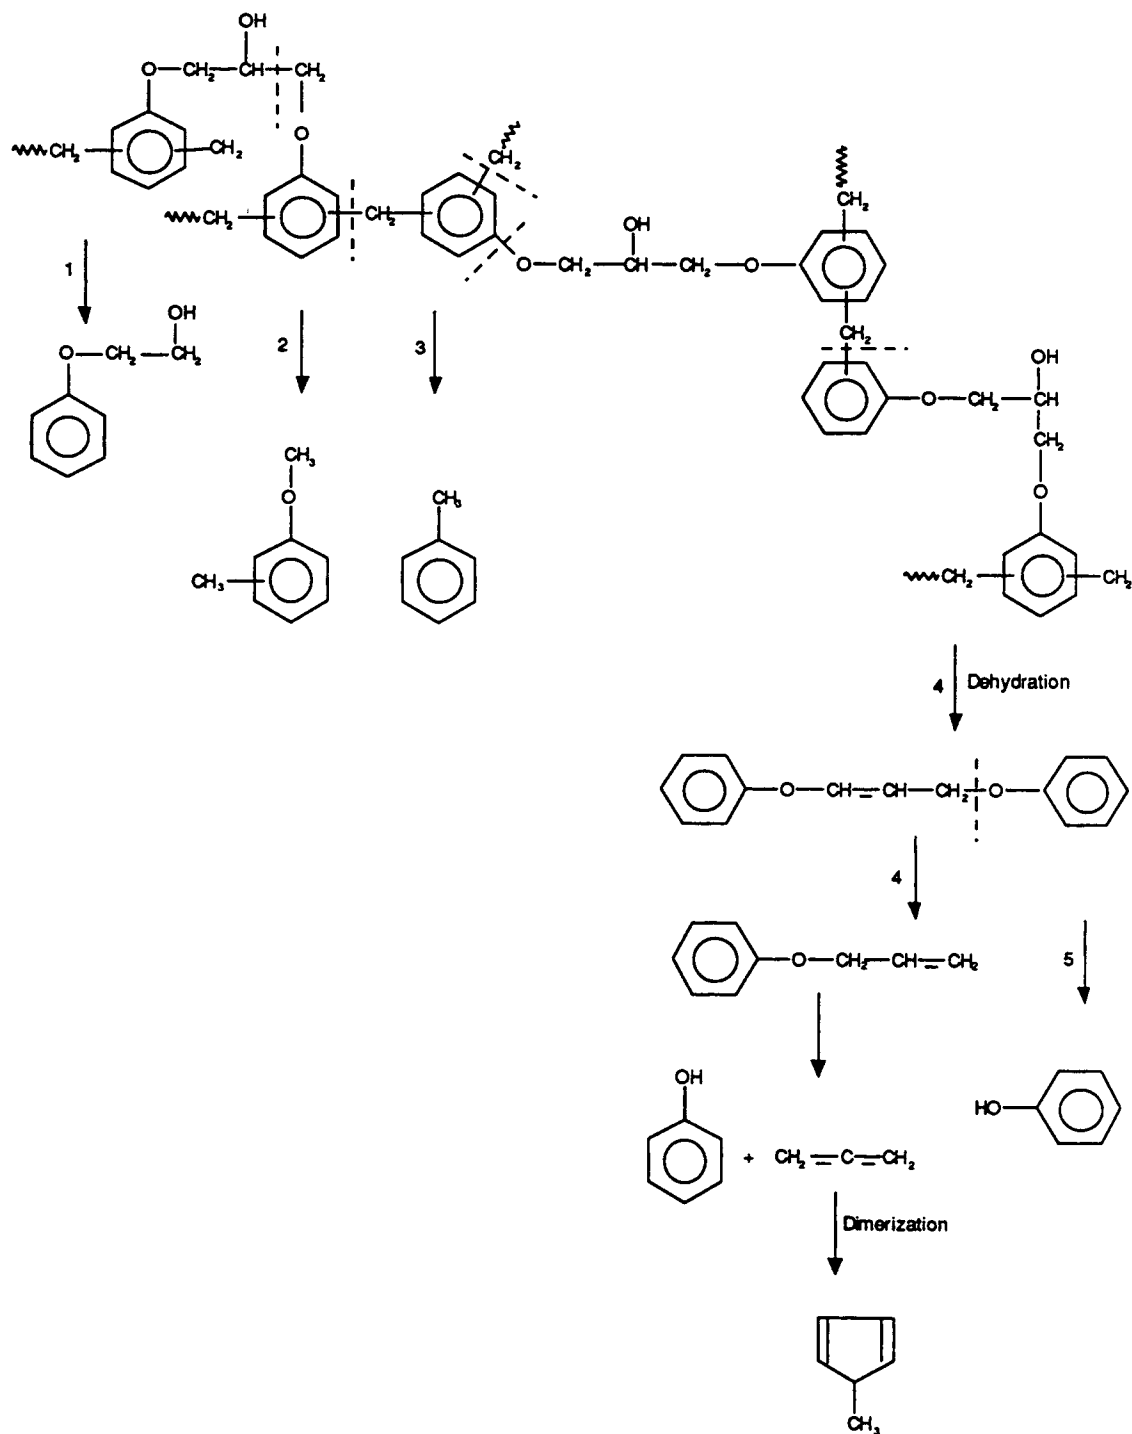 OH
O—CH₂—CH—CH₂
CH₂ CH₂
O
CH₂
CH₂ CH₂
CH₂
OH
O—CH₂—CH—CH₂—O
1
OH
O—CH₂—CH₂
2
3
CH₂
OH
O—CH₂—CH
CH₂
CH₃
O
CH₃
O
CH₃
CH₂ CH₂
4 Dehydration
O—CH=CH—CH₂—O
4
O—CH₂—CH=CH₂
5
OH
HO
+ CH₂=C=CH₂
Dimerization
CH₃